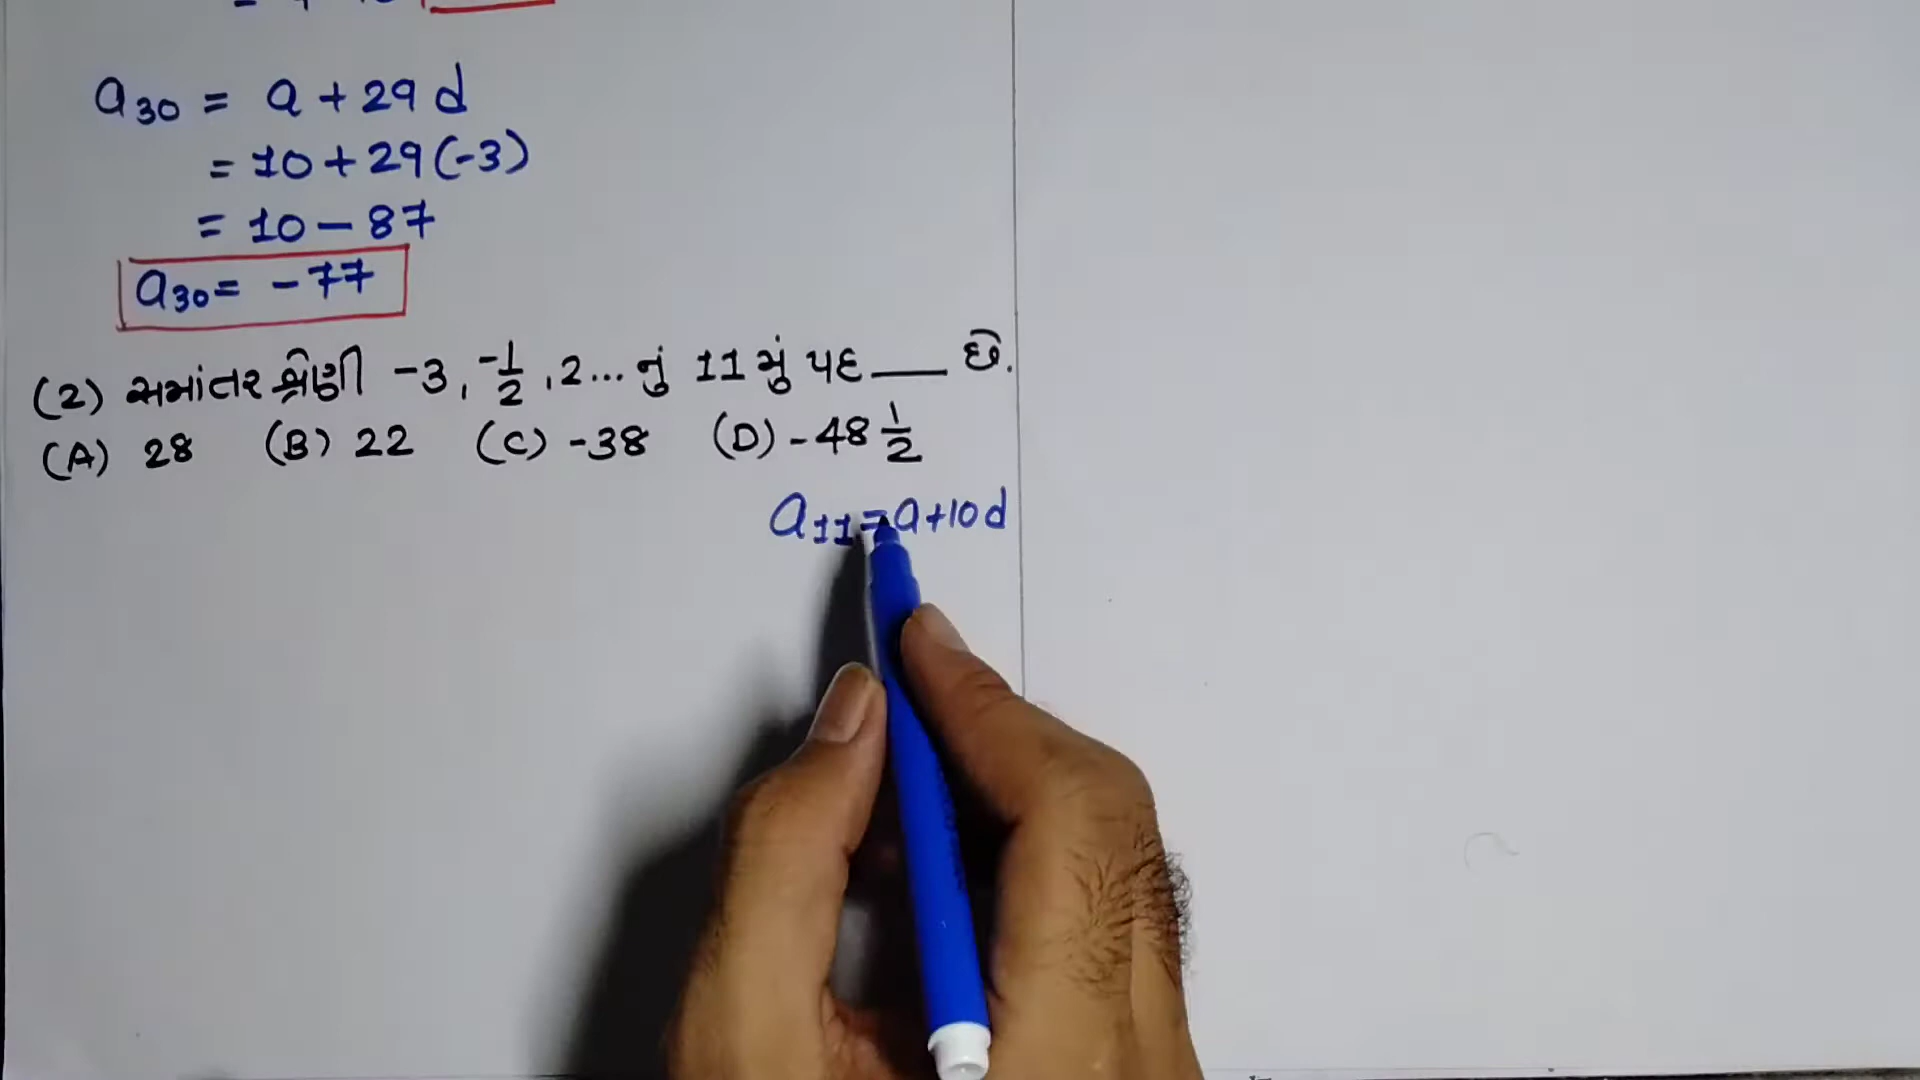 a₃₀ = a + 29 d
= 10 + 29 (-3)
= 10 - 87
a₃₀ = - 77
(2) સમાંતર શ્રેણી -3, -1/2, 2... નું 11 મું પદ ___ છે.
(A) 28 (B) 22 (C) -38 (D) -48 1/2
a₁₁ = a+10d